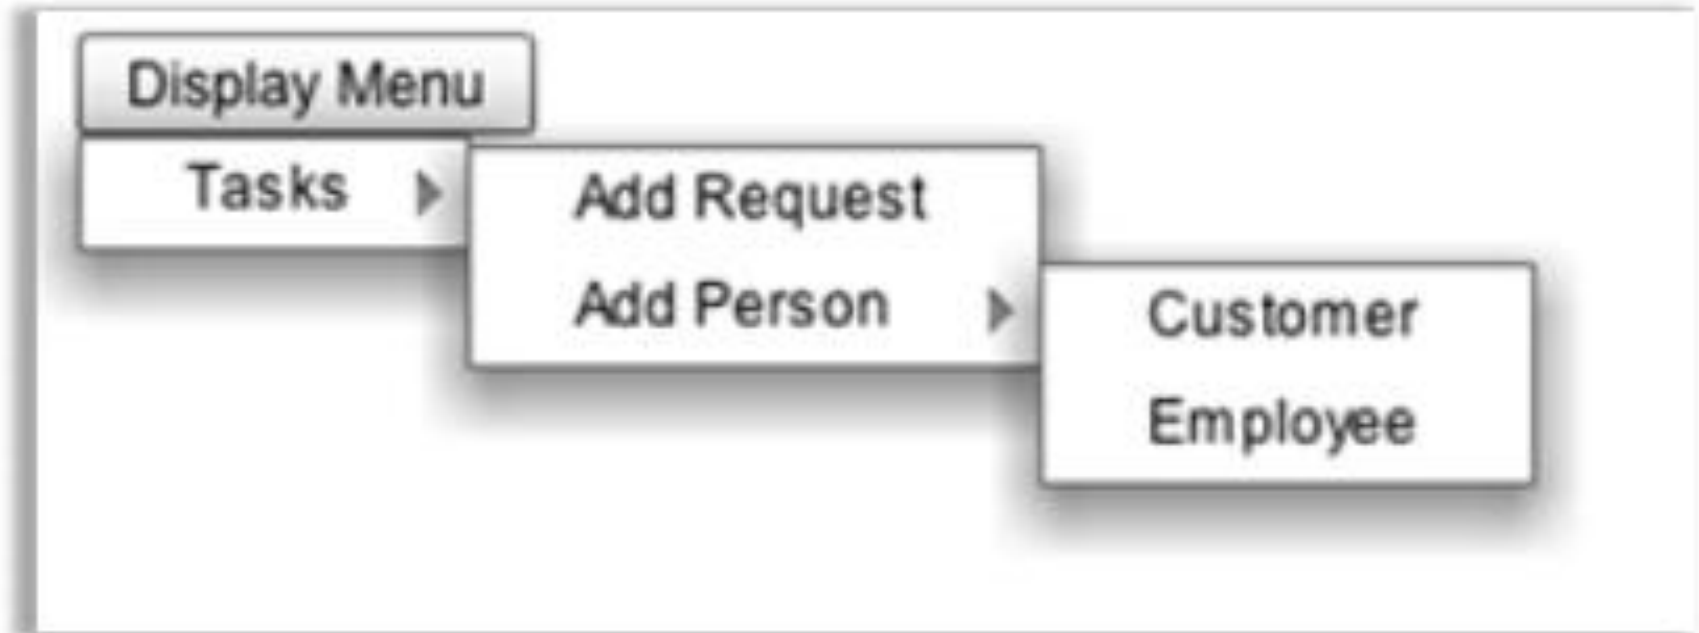 Display Menu
Tasks
Add Request
Add Person
Customer
Employee